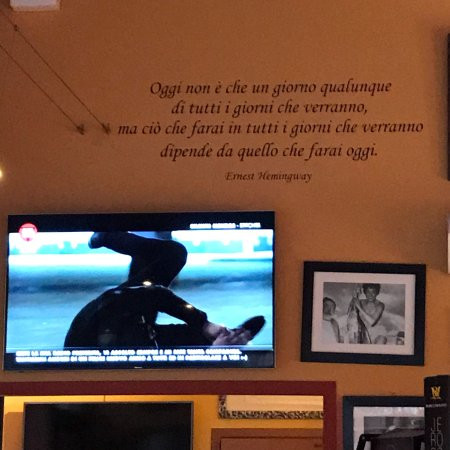 Oggi non è che un giorno qualunque
di tutti i giorni che verranno,
ma ciò che farai in tutti i giorni che verranno
dipende da quello che farai oggi.
Ernest Hemingway